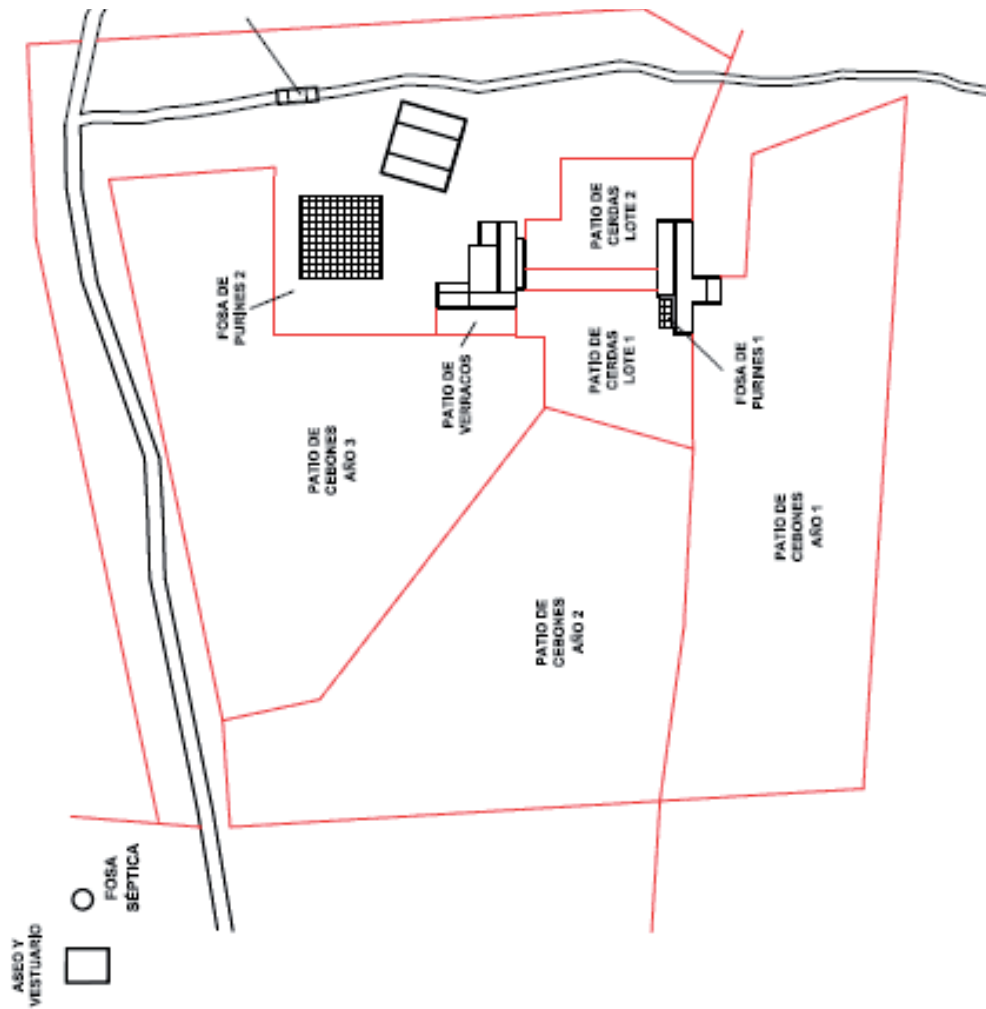 FOSA DE
PURINES 2
PATIO DE
CERDAS
LOTE 2
PATIO DE
VERRACOS
PATIO DE
CERDAS
LOTE 1
FOSA DE
PURINES 1
PATIO DE
CEBONES
AÑO 3
PATIO DE
CEBONES
AÑO 1
PATIO DE
CEBONES
AÑO 2
FOSA
SÉPTICA
ASEO Y
VESTUARIO